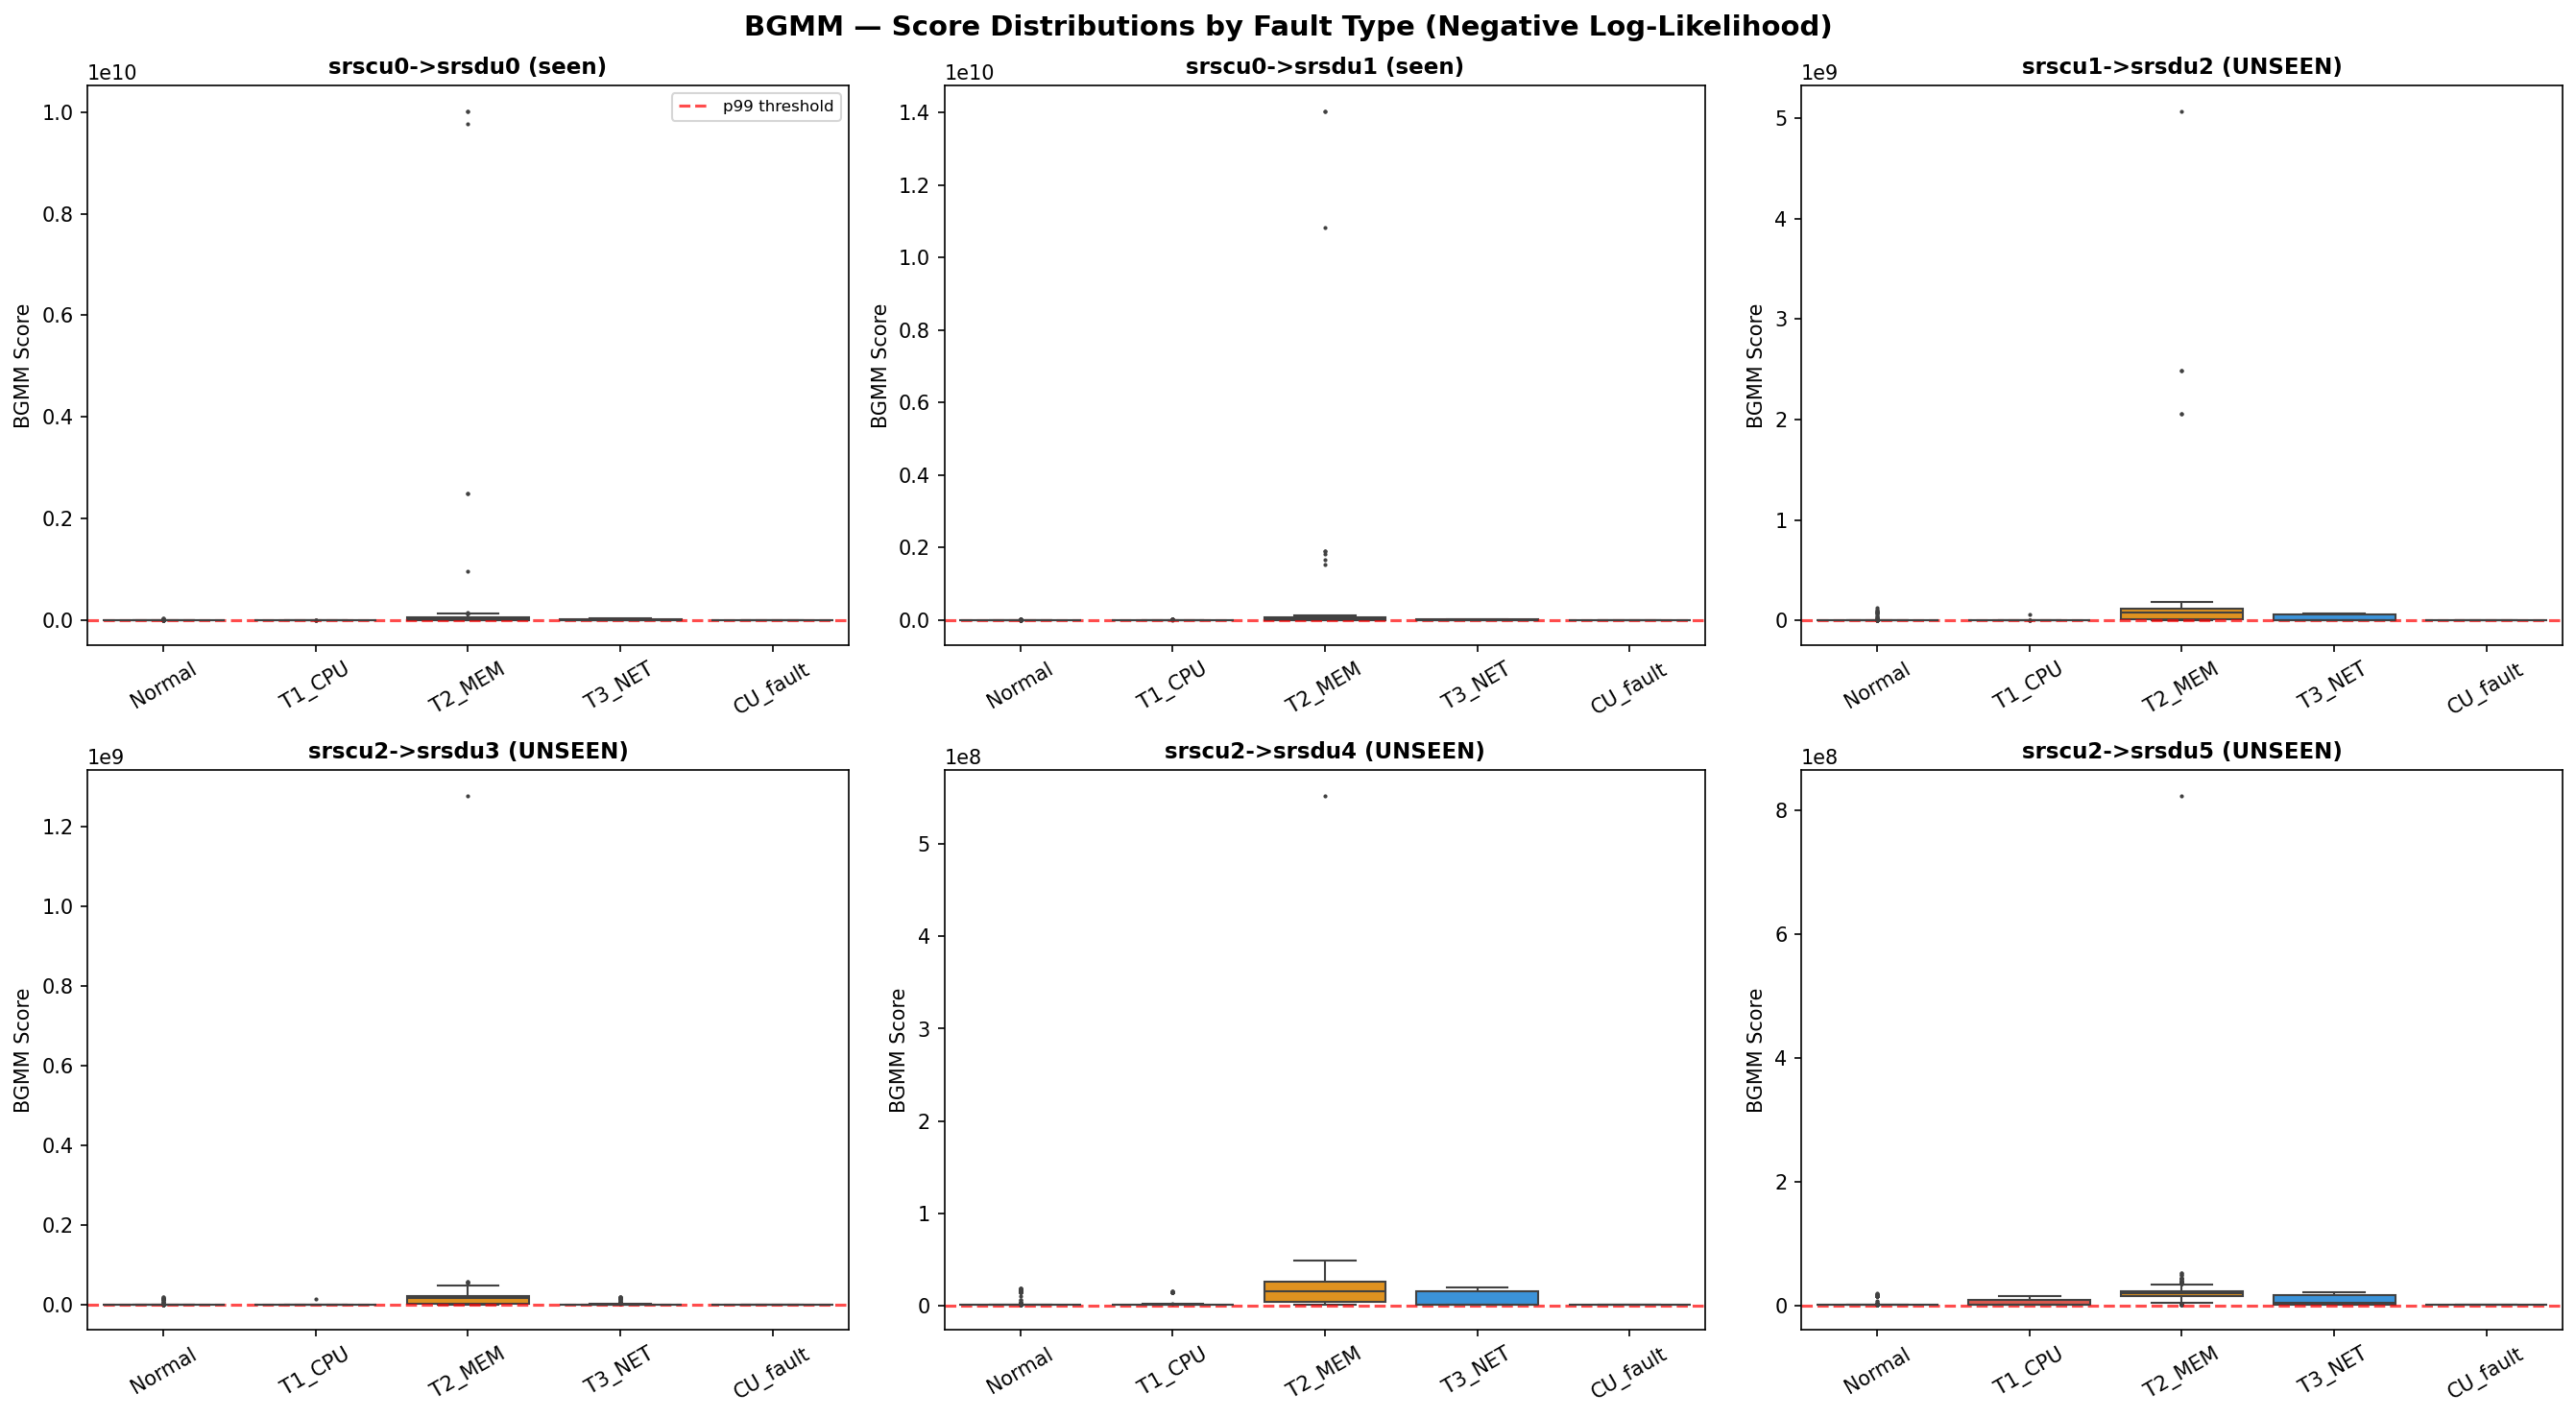 BGMM — Score Distributions by Fault Type (Negative Log-Likelihood)
srscu0->srsdu0 (seen)
1e10
p99 threshold
1.0
0.8
0.6
0.4
0.2
0.0
BGMM Score
Normal
T1_CPU
T2_MEM
T3_NET
CU_fault
srscu0->srsdu1 (seen)
1e10
1.4
1.2
1.0
0.8
0.6
0.4
0.2
0.0
BGMM Score
Normal
T1_CPU
T2_MEM
T3_NET
CU_fault
srscu1->srsdu2 (UNSEEN)
1e9
5
4
3
2
1
0
BGMM Score
Normal
T1_CPU
T2_MEM
T3_NET
CU_fault
srscu2->srsdu3 (UNSEEN)
1e9
1.2
1.0
0.8
0.6
0.4
0.2
0.0
BGMM Score
Normal
T1_CPU
T2_MEM
T3_NET
CU_fault
srscu2->srsdu4 (UNSEEN)
1e8
5
4
3
2
1
0
BGMM Score
Normal
T1_CPU
T2_MEM
T3_NET
CU_fault
srscu2->srsdu5 (UNSEEN)
1e8
8
6
4
2
0
BGMM Score
Normal
T1_CPU
T2_MEM
T3_NET
CU_fault